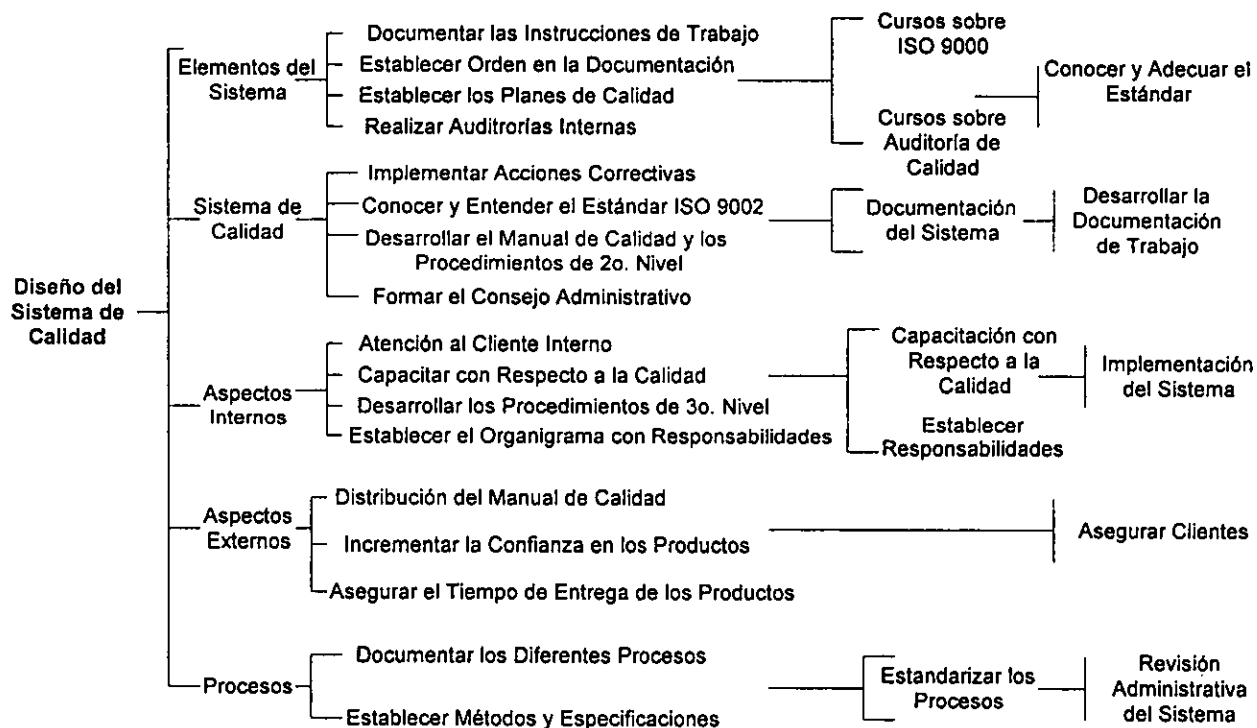 Diseño del
Sistema de
Calidad
Elementos del
Sistema
Documentar las Instrucciones de Trabajo
Establecer Orden en la Documentación
Establecer los Planes de Calidad
Realizar Auditrorías Internas
Cursos sobre
ISO 9000
Cursos sobre
Auditoría de
Calidad
Conocer y Adecuar el
Estándar
Sistema de
Calidad
Implementar Acciones Correctivas
Conocer y Entender el Estándar ISO 9002
Desarrollar el Manual de Calidad y los
Procedimientos de 2o. Nivel
Formar el Consejo Administrativo
Documentación
del Sistema
Desarrollar la
Documentación
de Trabajo
Aspectos
Internos
Atención al Cliente Interno
Capacitar con Respecto a la Calidad
Desarrollar los Procedimientos de 3o. Nivel
Establecer el Organigrama con Responsabilidades
Capacitación con
Respecto a la
Calidad
Establecer
Responsabilidades
Implementación
del Sistema
Aspectos
Externos
Distribución del Manual de Calidad
Incrementar la Confianza en los Productos
Asegurar el Tiempo de Entrega de los Productos
Asegurar Clientes
Procesos
Documentar los Diferentes Procesos
Establecer Métodos y Especificaciones
Estandarizar los
Procesos
Revisión
Administrativa
del Sistema